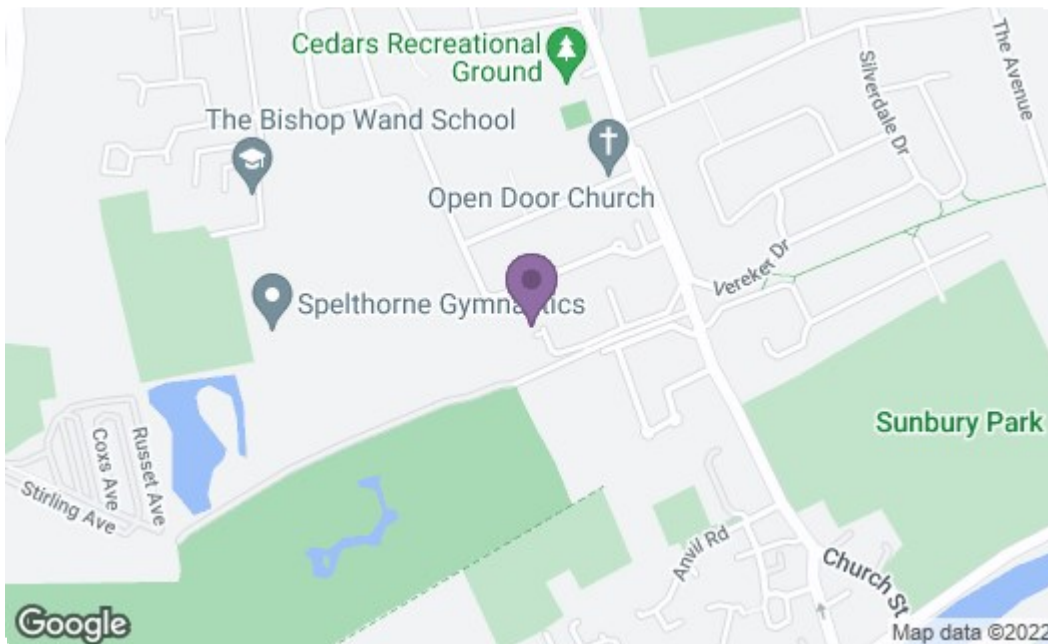 Cedars Recreational
Ground
The Avenue
Silverdale Dr
The Bishop Wand School
Open Door Church
Vereker Dr
Spelthorne Gymnastics
Sunbury Park
Coxs Ave
Russet Ave
Stirling Ave
Anvil Rd
Church St
Google
Map data ©2022